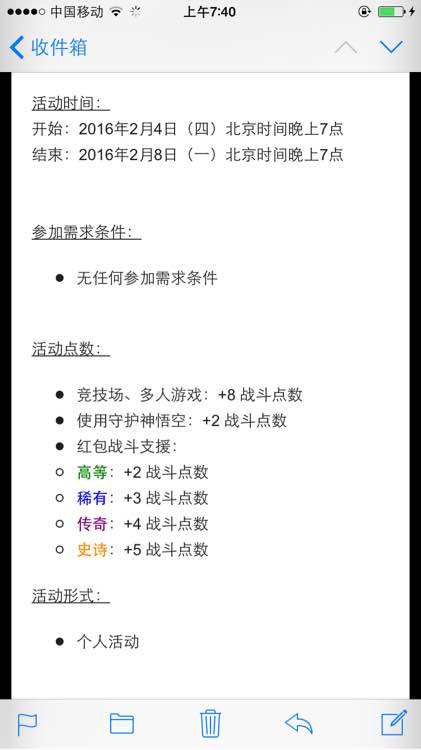 中国移动 上午7:40
收件箱
活动时间:
开始：2016年2月4日（四）北京时间晚上7点
结束：2016年2月8日（一）北京时间晚上7点
参加需求条件:
无任何参加需求条件
活动点数:
竞技场、多人游戏：+8 战斗点数
使用守护神悟空：+2 战斗点数
红包战斗支援:
高等：+2 战斗点数
稀有：+3 战斗点数
传奇：+4 战斗点数
史诗：+5 战斗点数
活动形式:
个人活动